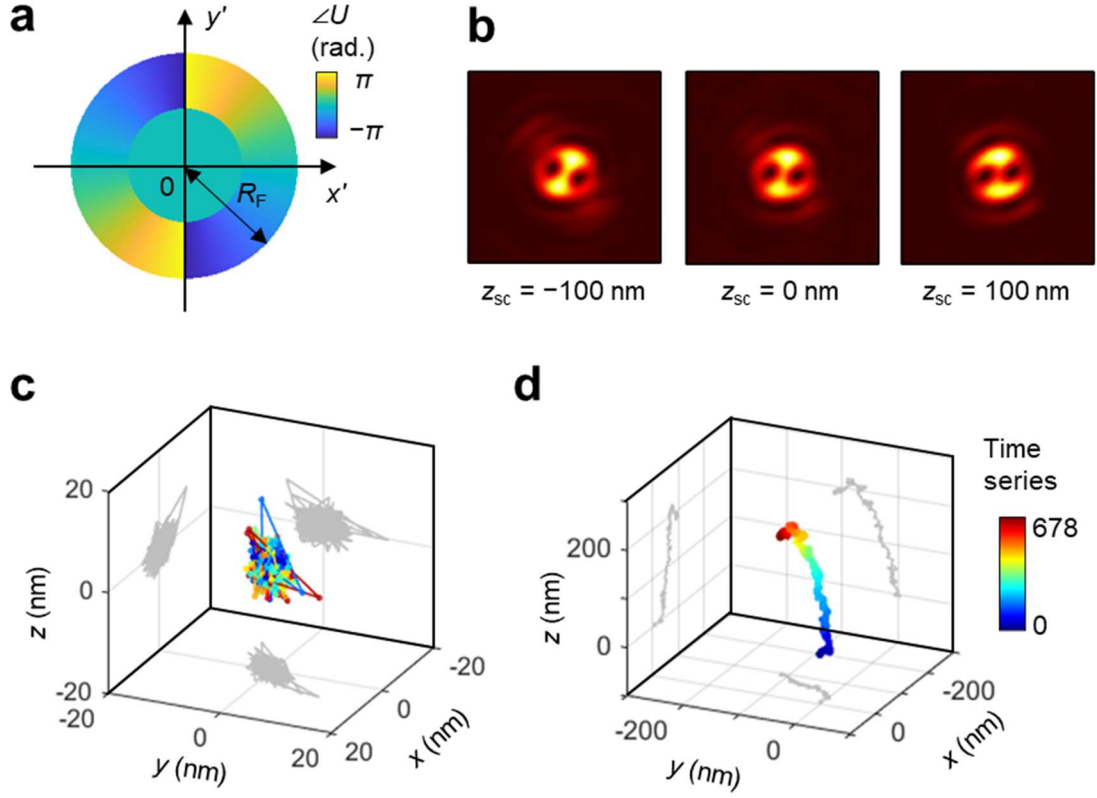 a
y′
∠U
(rad.)
π
−π
0
R_F
x′
b
z_sc = −100 nm
z_sc = 0 nm
z_sc = 100 nm
c
20
0
-20
z (nm)
-20
0
20
y (nm)
20
0
-20
x (nm)
d
200
0
z (nm)
-200
0
y (nm)
0
-200
x (nm)
Time
series
678
0